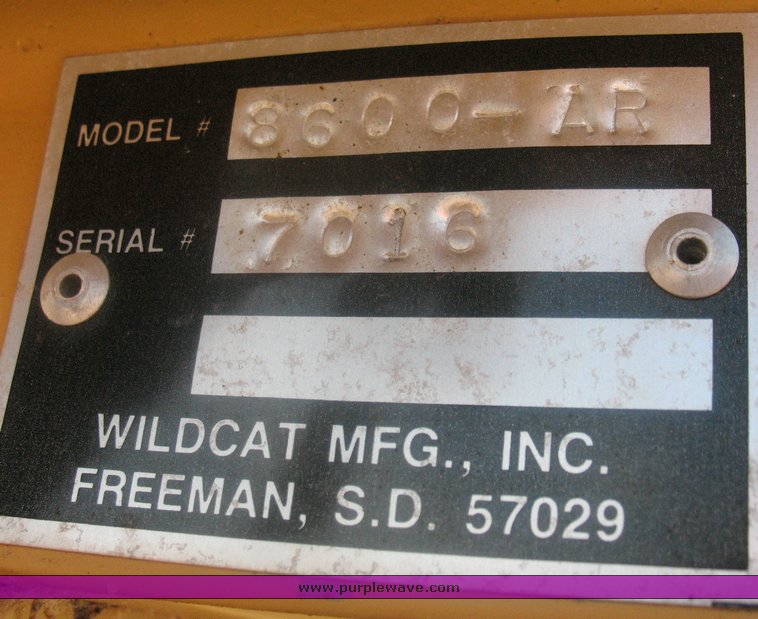 MODEL # 8600-AR
SERIAL # 7016
WILDCAT MFG., INC.
FREEMAN, S.D. 57029
www.purplewave.com